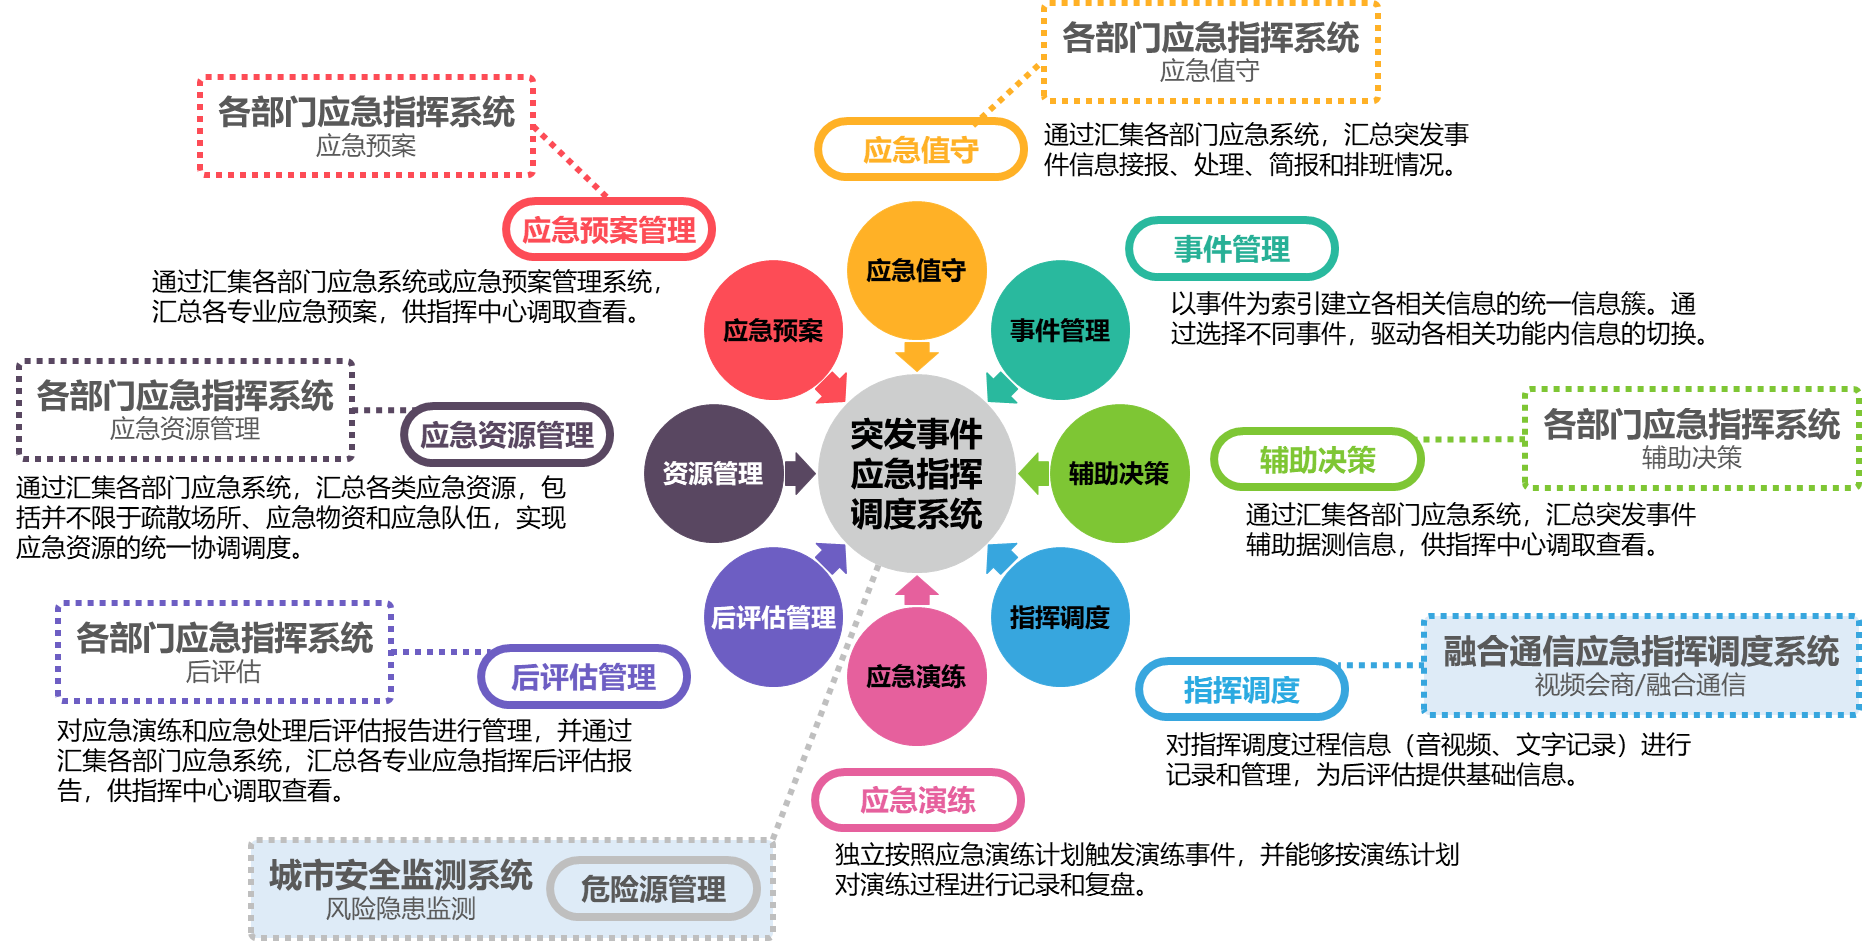 各部门应急指挥系统
应急值守
应急值守
通过汇集各部门应急系统，汇总突发事
件信息接报、处理、简报和排班情况。
各部门应急指挥系统
应急预案
应急预案管理
通过汇集各部门应急系统或应急预案管理系统，
汇总各专业应急预案，供指挥中心调取查看。
事件管理
以事件为索引建立各相关信息的统一信息簇。通
过选择不同事件，驱动各相关功能内信息的切换。
应急值守
应急预案
事件管理
资源管理
突发事件
应急指挥
调度系统
辅助决策
后评估管理
指挥调度
应急演练
各部门应急指挥系统
应急资源管理
应急资源管理
通过汇集各部门应急系统，汇总各类应急资源，包
括并不限于疏散场所、应急物资和应急队伍，实现
应急资源的统一协调调度。
辅助决策
各部门应急指挥系统
辅助决策
通过汇集各部门应急系统，汇总突发事件
辅助据测信息，供指挥中心调取查看。
各部门应急指挥系统
后评估
后评估管理
对应急演练和应急处理后评估报告进行管理，并通过
汇集各部门应急系统，汇总各专业应急指挥后评估报
告，供指挥中心调取查看。
指挥调度
融合通信应急指挥调度系统
视频会商/融合通信
对指挥调度过程信息（音视频、文字记录）进行
记录和管理，为后评估提供基础信息。
应急演练
独立按照应急演练计划触发演练事件，并能够按演练计划
对演练过程进行记录和复盘。
城市安全监测系统
风险隐患监测
危险源管理